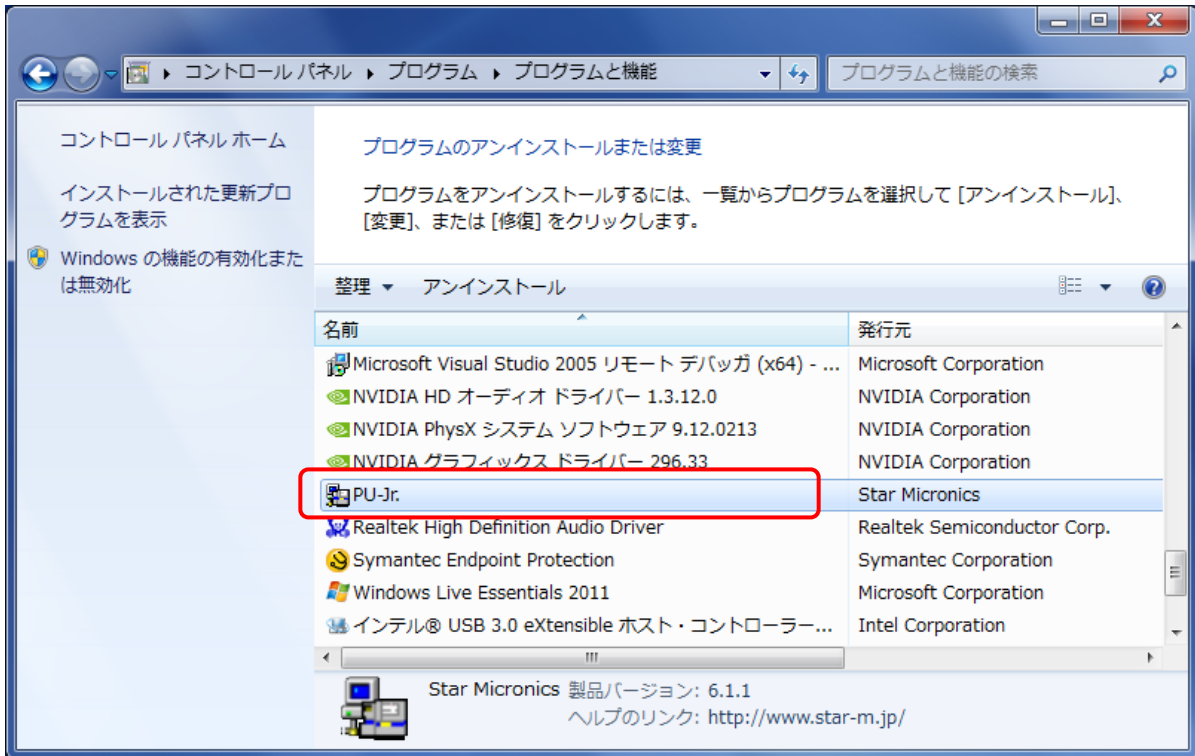 コントロール パネル ▸ プログラム ▸ プログラムと機能
プログラムと機能の検索
コントロール パネル ホーム
インストールされた更新プロ
グラムを表示
Windows の機能の有効化また
は無効化
プログラムのアンインストールまたは変更
プログラムをアンインストールするには、一覧からプログラムを選択して [アンインストール]、
[変更]、または [修復] をクリックします。
整理 アンインストール
名前 発行元
Microsoft Visual Studio 2005 リモート デバッガ (x64) - ... Microsoft Corporation
NVIDIA HD オーディオ ドライバー 1.3.12.0 NVIDIA Corporation
NVIDIA PhysX システム ソフトウェア 9.12.0213 NVIDIA Corporation
NVIDIA グラフィックス ドライバー 296.33 NVIDIA Corporation
PU-Jr. Star Micronics
Realtek High Definition Audio Driver Realtek Semiconductor Corp.
Symantec Endpoint Protection Symantec Corporation
Windows Live Essentials 2011 Microsoft Corporation
インテル® USB 3.0 eXtensible ホスト・コントローラー... Intel Corporation
Star Micronics 製品バージョン: 6.1.1
ヘルプのリンク: http://www.star-m.jp/